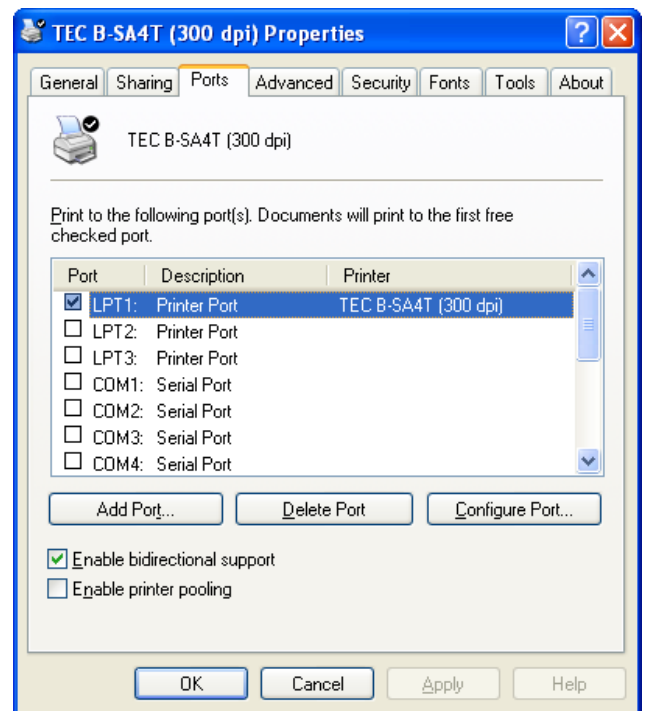 TEC B-SA4T (300 dpi) Properties
General Sharing Ports Advanced Security Fonts Tools About
TEC B-SA4T (300 dpi)
Print to the following port(s). Documents will print to the first free
checked port.
Port Description Printer
LPT1: Printer Port TEC B-SA4T (300 dpi)
LPT2: Printer Port
LPT3: Printer Port
COM1: Serial Port
COM2: Serial Port
COM3: Serial Port
COM4: Serial Port
Add Port... Delete Port Configure Port...
Enable bidirectional support
Enable printer pooling
OK Cancel Apply Help